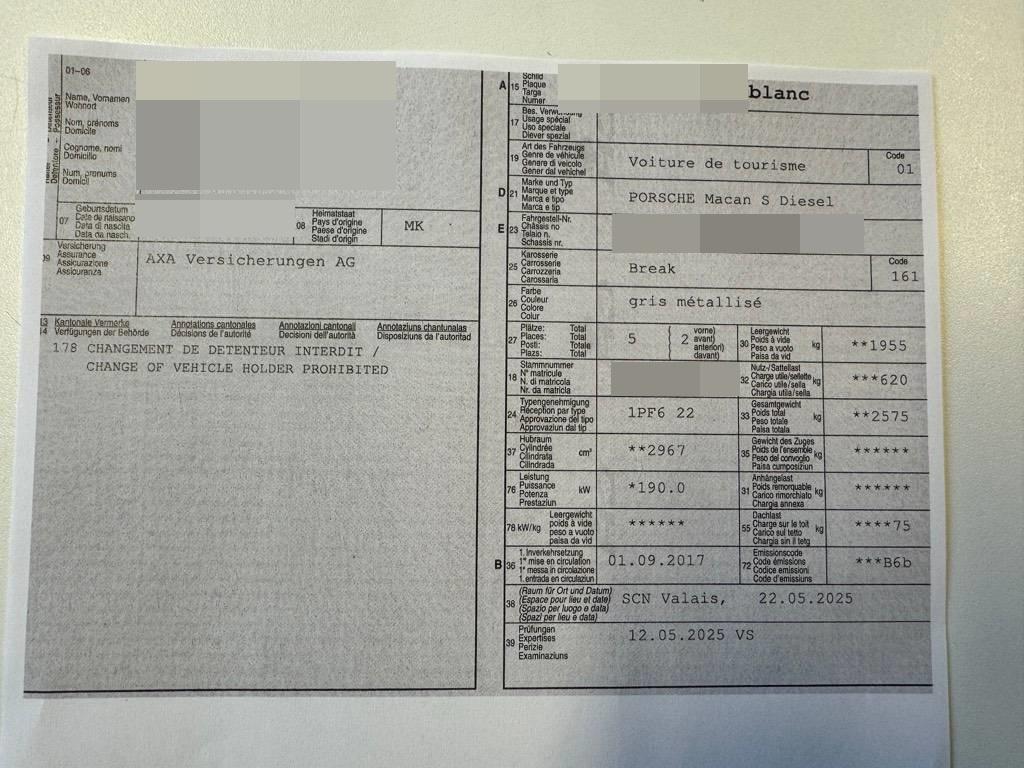 01-06
Name, Vornamen
Wohnort
Nom, prénoms
Domicile
Cognome, nomi
Domicilio
Num, prenums
Domicil
07 Geburtsdatum
Date de naissance
Data di nascita
Data da nasch.
08 Heimatstaat
Pays d'origine
Paese d'origine
Stadi d'origin
MK
09 Versicherung
Assurance
Assicurazione
Assicuranza
AXA Versicherungen AG
13 Kantonale Vermerke Annotations cantonales Annotazioni cantonali Annotaziuns chantunalas
14 Verfügungen der Behörde Décisions de l'autorité Decisioni dell'autorità Disposiziuns da l'autoritad
178 CHANGEMENT DE DETENTEUR INTERDIT /
CHANGE OF VEHICLE HOLDER PROHIBITED
A 15 Schild
Plaque
Targa
Numer
blanc
17 Bes.
Usage spécial
Uso speciale
Diever spezial
19 Art des Fahrzeugs
Genre de véhicule
Genere di veicolo
Gener dal vehichel
Voiture de tourisme
Code
01
D 21 Marke und Typ
Marque et type
Marca e tipo
Marca e tip
PORSCHE Macan S Diesel
E 23 Fahrgestell-Nr.
Châssis no
Telaio n.
Schassis nr.
25 Karosserie
Carrosserie
Carrozzeria
Carossaria
Break
Code
161
26 Farbe
Couleur
Colore
Colur
gris métallisé
27 Plätze: Total
Places: Total
Posti: Totale
Plazs: Total
5
2 vorne)
avant)
anteriori)
davant)
30 Leergewicht
Poids à vide
Peso a vuoto
Paisa da vid
kg
**1955
18 Stammnummer
N° matricule
N. di matricola
Nr. da matricla
32 Nutz-/Sattellast
Charge utile/sellette
Carico utile/sella
Chargia utila/sella
kg
***620
24 Typengenehmigung
Réception par type
Approvazione del tipo
Approvaziun dal tip
1PF6 22
33 Gesamtgewicht
Poids total
Peso totale
Paisa totala
kg
**2575
37 Hubraum
Cylindrée
Cilindrata
Cilindrada
cm³
**2967
35 Gewicht des Zuges
Poids de l'ensemble
Peso del convoglio
Paisa cumposiziun
kg
******
76 Leistung
Puissance
Potenza
Prestaziun
kW
*190.0
31 Anhängelast
Poids remorquable
Carico rimorchiato
Chargia annexa
kg
******
78 kW/kg Leergewicht
poids à vide
peso a vuoto
paisa da vid
******
55 Dachlast
Charge sur le toit
Carico sul tetto
Chargia sin il tetg
kg
****75
B 36 1. Inverkehrsetzung
1re mise en circulation
1a messa in circolazione
1. entrada en circulaziun
01.09.2017
72 Emissionscode
Code émissions
Codice emissioni
Code d'emissiuns
***B6b
38 (Raum für Ort und Datum)
(Espace pour lieu et date)
(Spazio per luogo e data)
(Spazi per lieu e data)
SCN Valais, 22.05.2025
39 Prüfungen
Expertises
Perizie
Examinaziuns
12.05.2025 VS